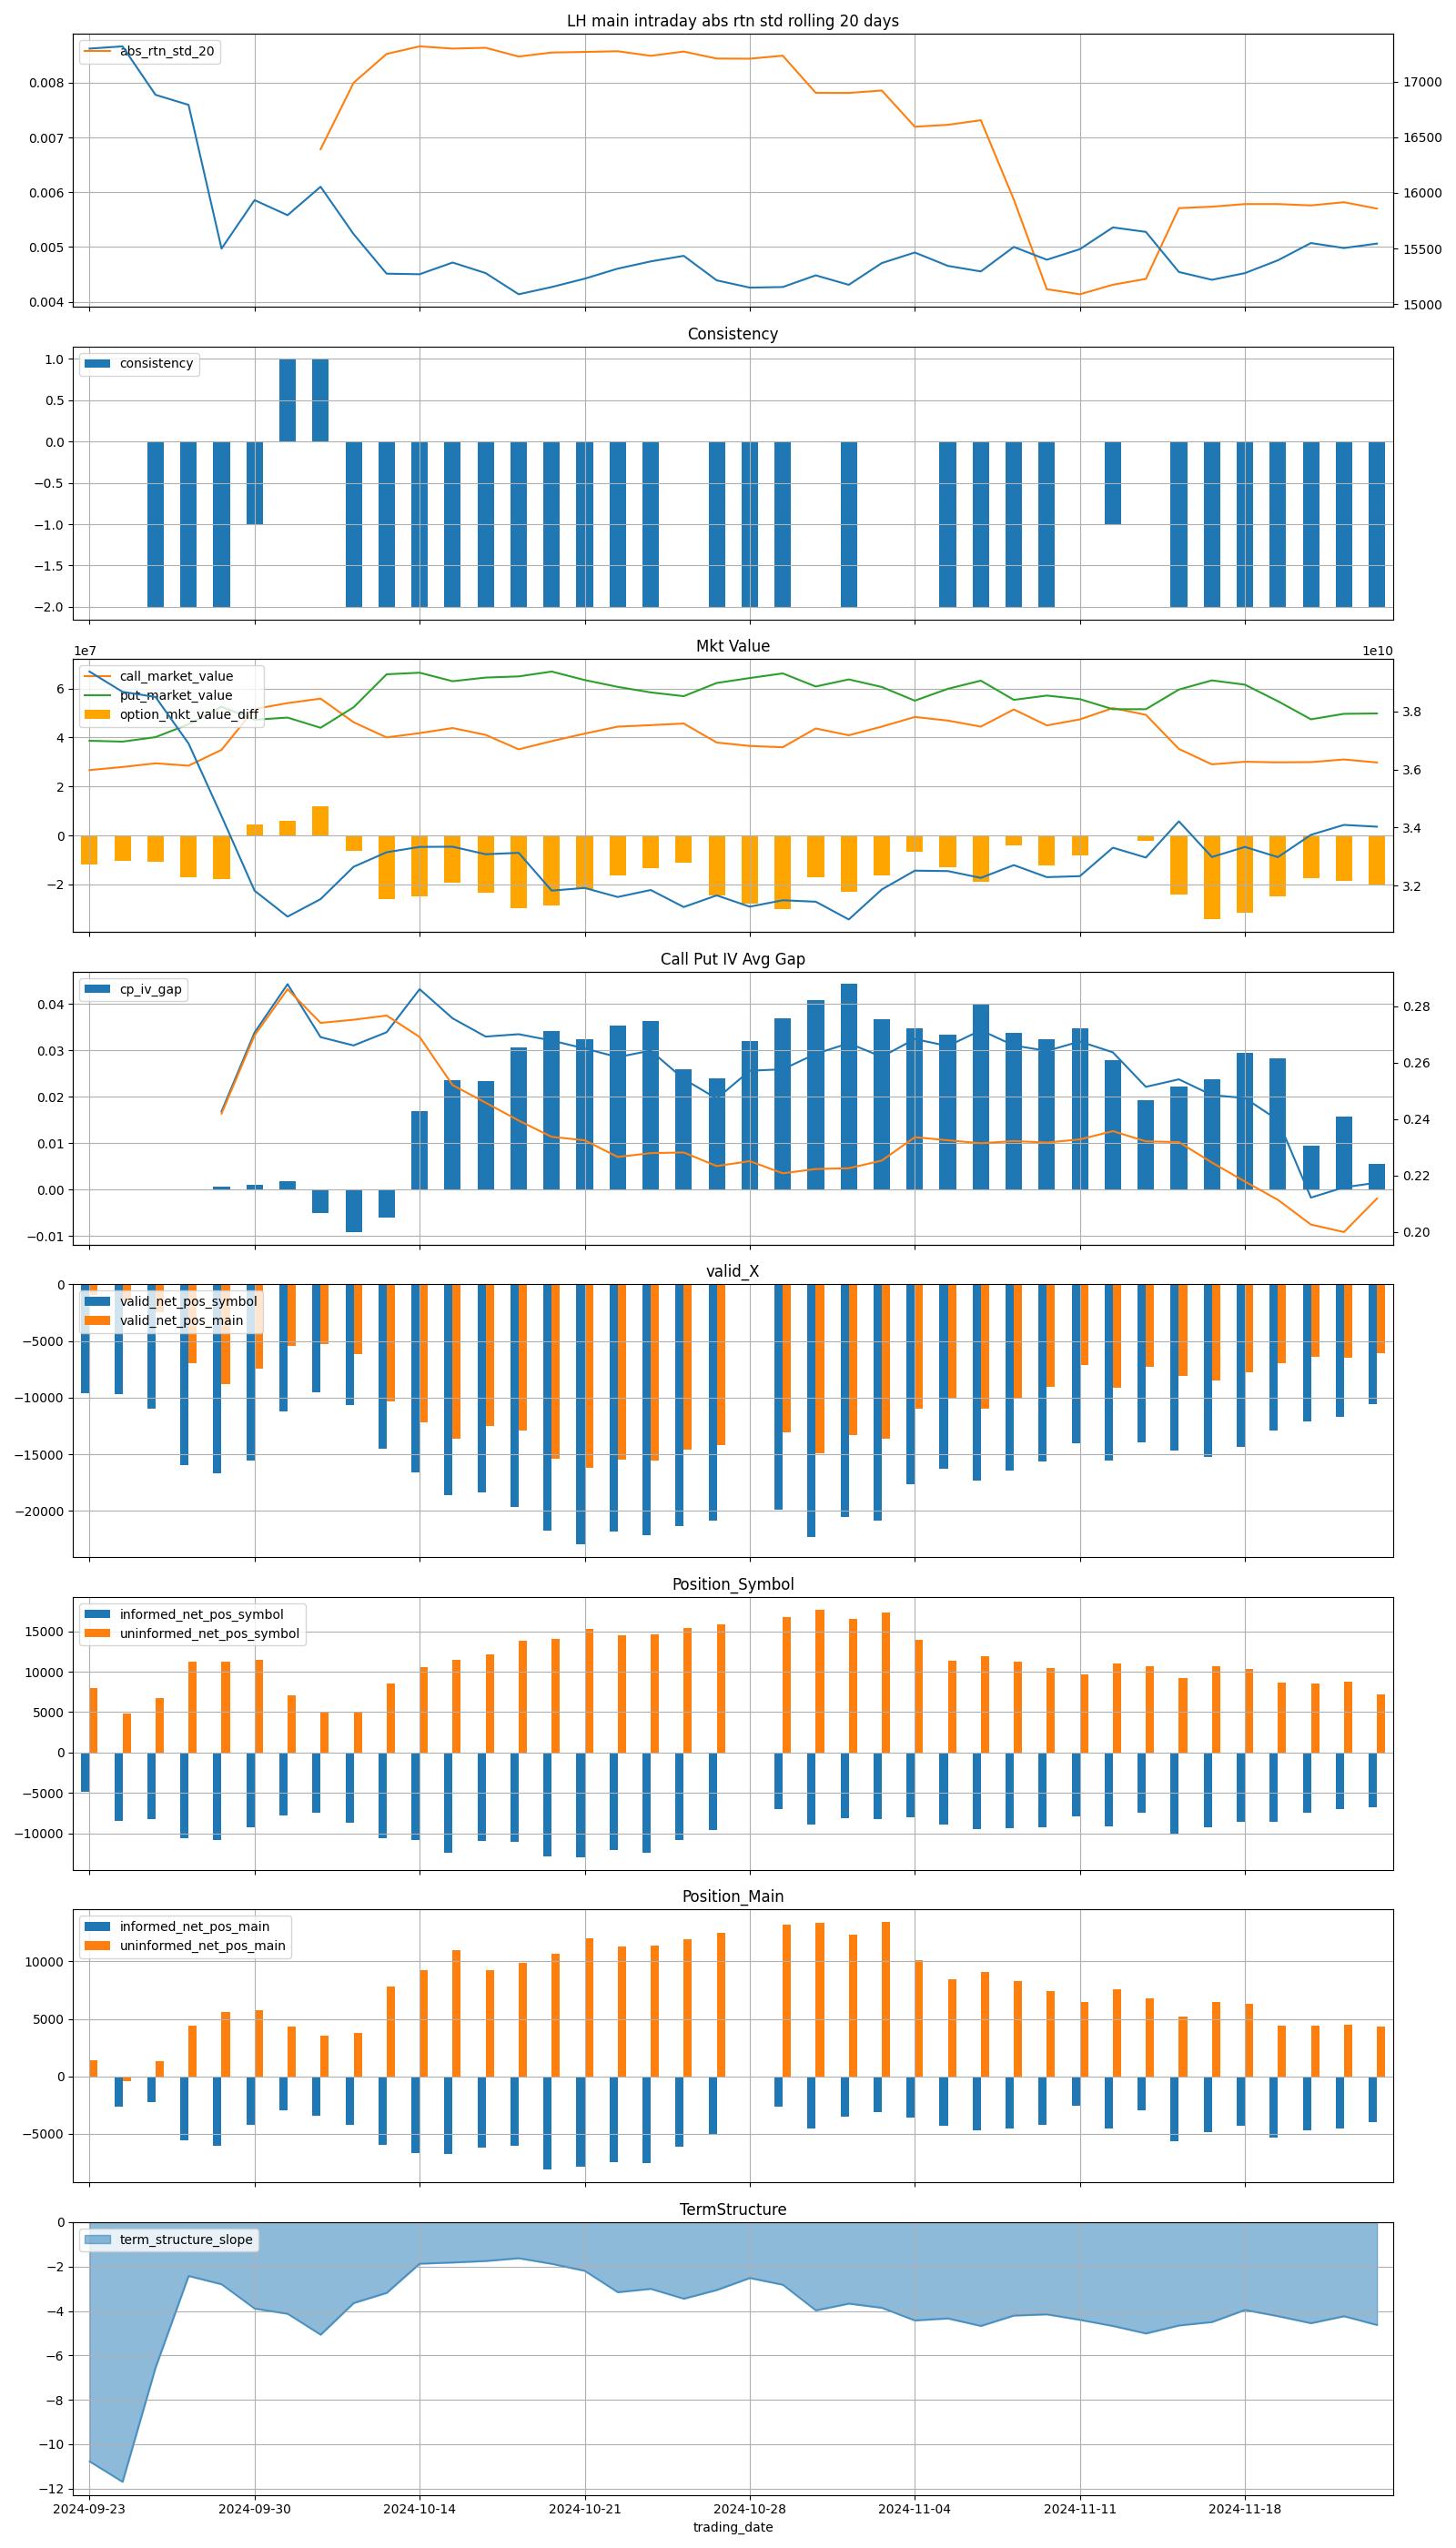 LH main intraday abs rtn std rolling 20 days
abs_rtn_std_20
0.008
0.007
0.006
0.005
0.004
17000
16500
16000
15500
15000
Consistency
consistency
1.0
0.5
0.0
−0.5
−1.0
−1.5
−2.0
Mkt Value
1e7
1e10
call_market_value
put_market_value
option_mkt_value_diff
6
4
2
0
−2
3.8
3.6
3.4
3.2
Call Put IV Avg Gap
cp_iv_gap
0.04
0.03
0.02
0.01
0.00
−0.01
0.28
0.26
0.24
0.22
0.20
valid_X
valid_net_pos_symbol
valid_net_pos_main
0
−5000
−10000
−15000
−20000
Position_Symbol
informed_net_pos_symbol
uninformed_net_pos_symbol
15000
10000
5000
0
−5000
−10000
Position_Main
informed_net_pos_main
uninformed_net_pos_main
10000
5000
0
−5000
TermStructure
term_structure_slope
0
−2
−4
−6
−8
−10
−12
2024-09-23 2024-09-30 2024-10-14 2024-10-21 2024-10-28 2024-11-04 2024-11-11 2024-11-18
trading_date